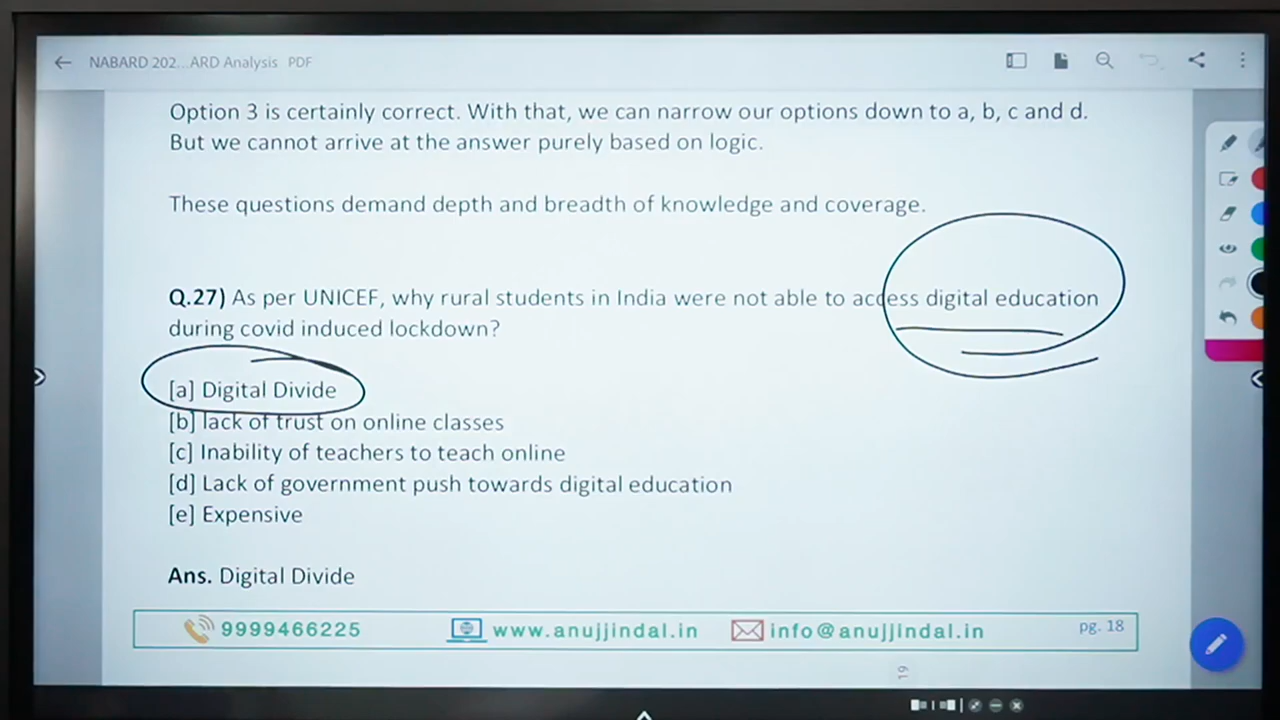 NABARD 202...ARD Analysis PDF
Option 3 is certainly correct. With that, we can narrow our options down to a, b, c and d.
But we cannot arrive at the answer purely based on logic.
These questions demand depth and breadth of knowledge and coverage.
Q.27) As per UNICEF, why rural students in India were not able to access digital education
during covid induced lockdown?
[a] Digital Divide
[b] lack of trust on online classes
[c] Inability of teachers to teach online
[d] Lack of government push towards digital education
[e] Expensive
Ans. Digital Divide
9999466225 www.anujjindal.in info@anujjindal.in pg. 18
19